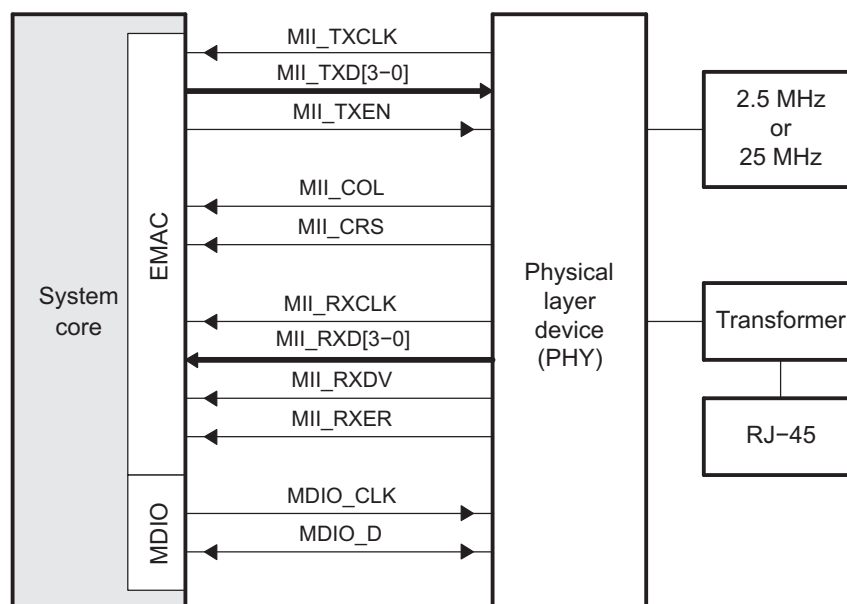 System
core
EMAC
MDIO
MII_TXCLK
MII_TXD[3−0]
MII_TXEN
MII_COL
MII_CRS
MII_RXCLK
MII_RXD[3−0]
MII_RXDV
MII_RXER
MDIO_CLK
MDIO_D
Physical
layer
device
(PHY)
2.5 MHz
or
25 MHz
Transformer
RJ−45